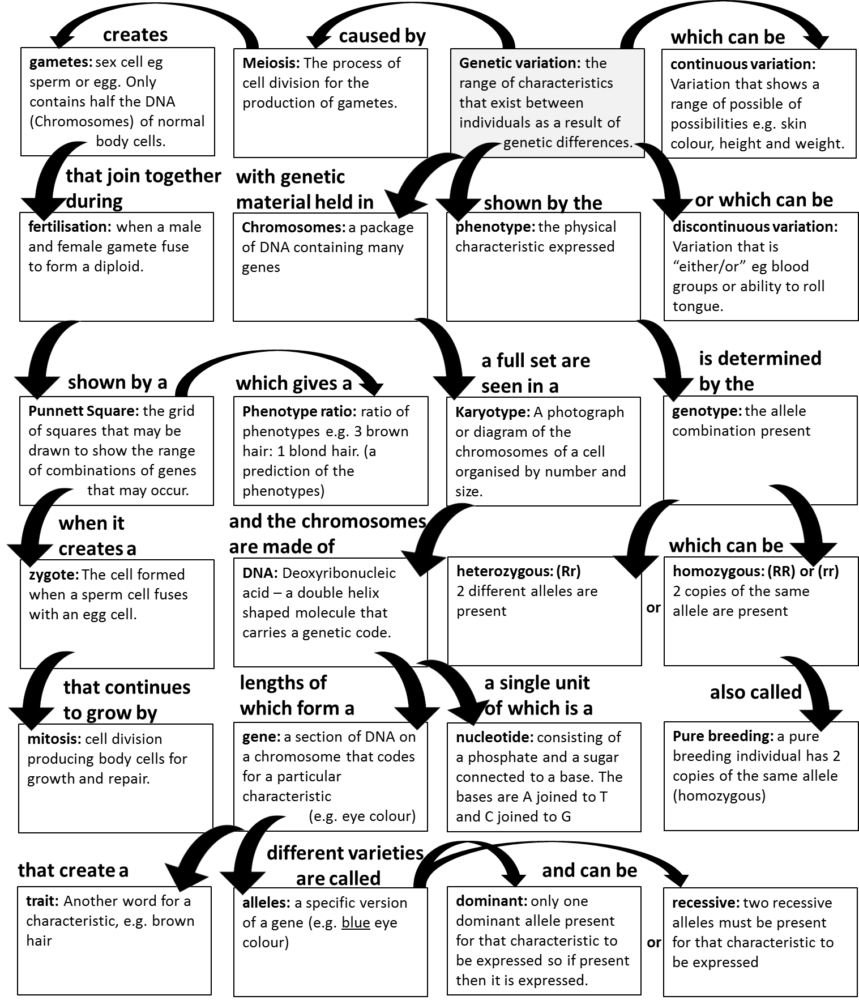 creates
caused by
which can be
gametes: sex cell eg
sperm or egg. Only
contains half the DNA
(Chromosomes) of normal
body cells.
Meiosis: The process of
cell division for the
production of gametes.
Genetic variation: the
range of characteristics
that exist between
individuals as a result of
genetic differences.
continuous variation:
Variation that shows a
range of possible of
possibilities e.g. skin
colour, height and weight.
that join together
during
with genetic
material held in
shown by the
or which can be
fertilisation: when a male
and female gamete fuse
to form a diploid.
Chromosomes: a package
of DNA containing many
genes
phenotype: the physical
characteristic expressed
discontinuous variation:
Variation that is
“either/or” eg blood
groups or ability to roll
tongue.
shown by a
which gives a
a full set are
seen in a
is determined
by the
Punnett Square: the grid
of squares that may be
drawn to show the range
of combinations of genes
that may occur.
Phenotype ratio: ratio of
phenotypes e.g. 3 brown
hair: 1 blond hair. (a
prediction of the
phenotypes)
Karyotype: A photograph
or diagram of the
chromosomes of a cell
organised by number and
size.
genotype: the allele
combination present
when it
creates a
and the chromosomes
are made of
which can be
zygote: The cell formed
when a sperm cell fuses
with an egg cell.
DNA: Deoxyribonucleic
acid – a double helix
shaped molecule that
carries a genetic code.
heterozygous: (Rr)
2 different alleles are
present
or
homozygous: (RR) or (rr)
2 copies of the same
allele are present
that continues
to grow by
lengths of
which form a
a single unit
of which is a
also called
mitosis: cell division
producing body cells for
growth and repair.
gene: a section of DNA on
a chromosome that codes
for a particular
characteristic
(e.g. eye colour)
nucleotide: consisting of
a phosphate and a sugar
connected to a base. The
bases are A joined to T
and C joined to G
Pure breeding: a pure
breeding individual has 2
copies of the same allele
(homozygous)
that create a
different varieties
are called
and can be
trait: Another word for a
characteristic, e.g. brown
hair
alleles: a specific version
of a gene (e.g. blue eye
colour)
dominant: only one
dominant allele present
for that characteristic to
be expressed so if present
then it is expressed.
or
recessive: two recessive
alleles must be present
for that characteristic to
be expressed